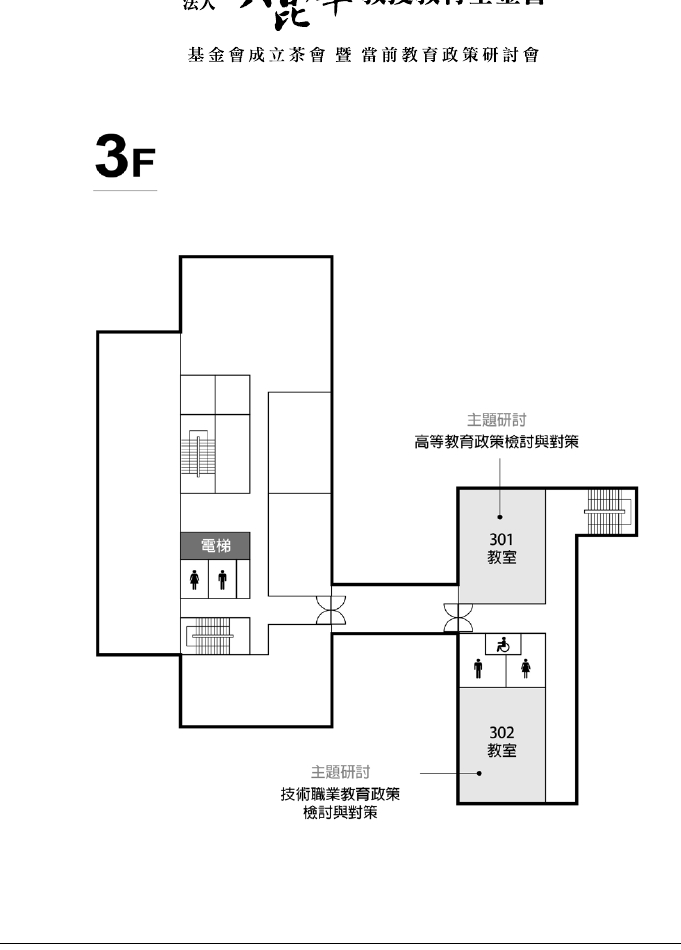 法人
基金會成立茶會 暨 當前教育政策研討會
3F
主題研討
高等教育政策檢討與對策
301
教室
電梯
302
教室
主題研討
技術職業教育政策
檢討與對策